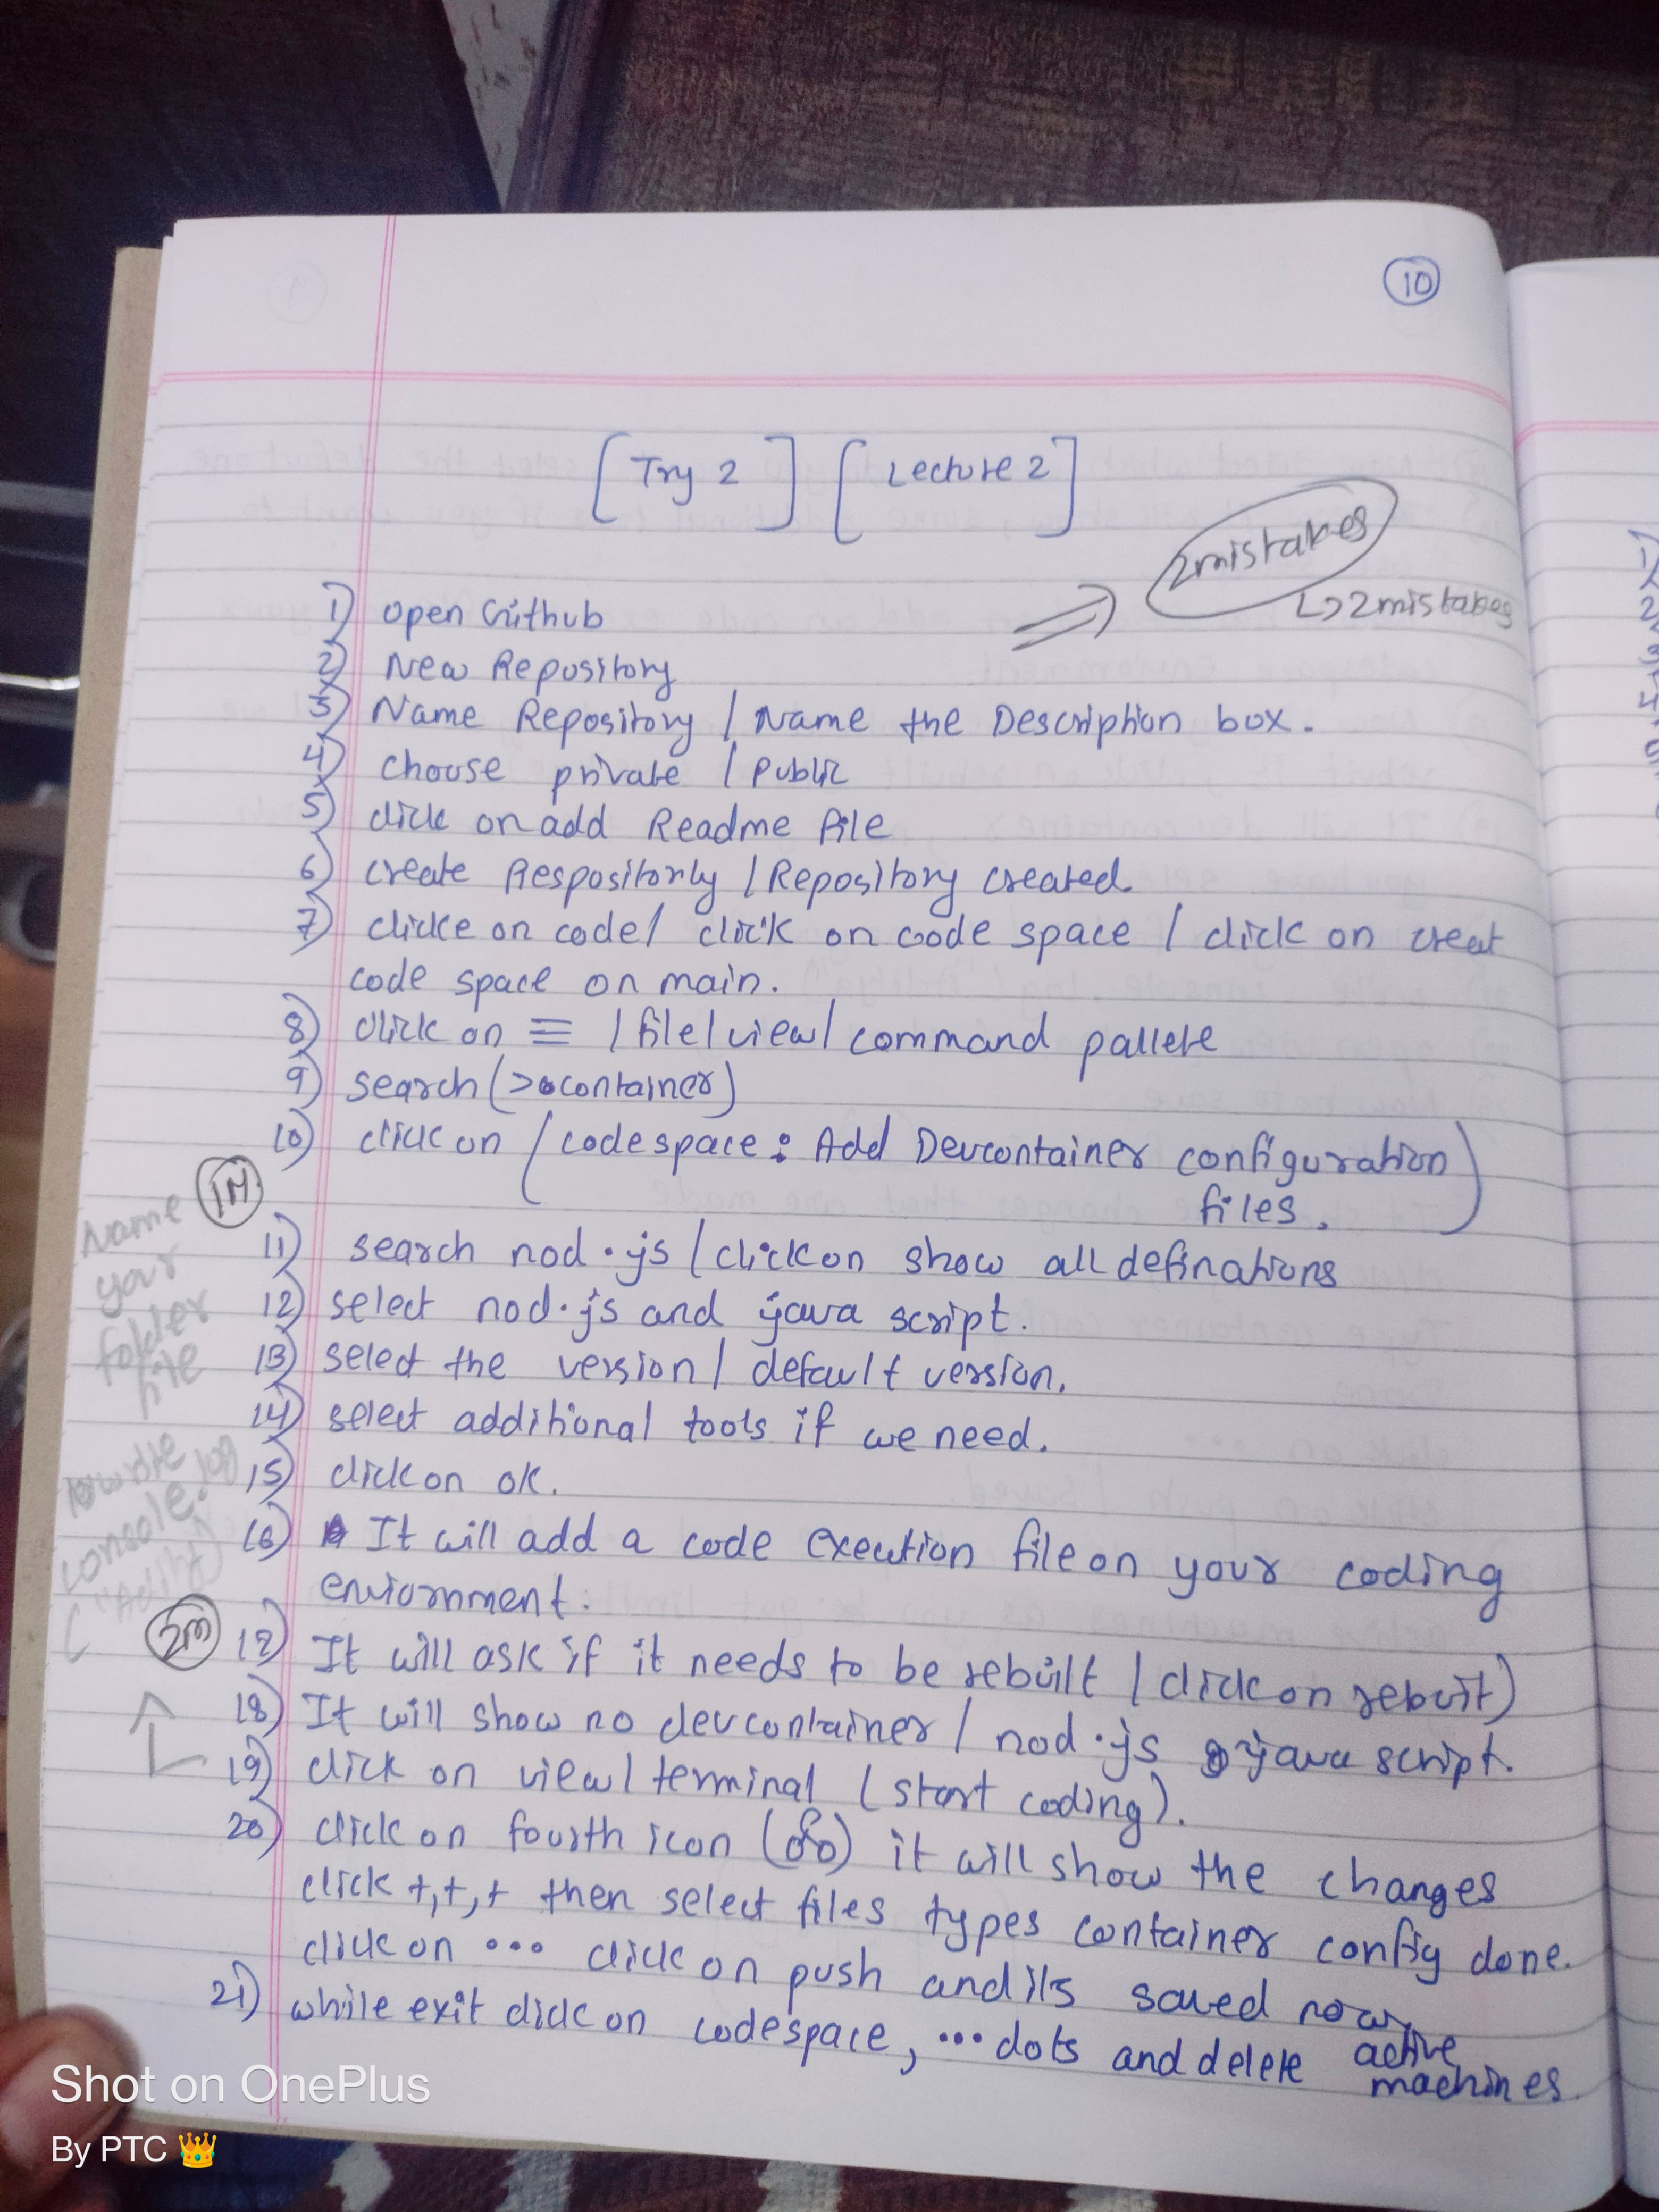 10
[Try 2] [Lecture 2]
2mistakes
↳2mistakes
1) open Github
2) New Repository
3) Name Repository / Name the Description box.
4) choose private / Public
5) click on add Readme file
6) create Respositorly / Repository created.
7) clicke on code/ click on code space / click on creat
code space on main.
8) click on ≡ /file/view/ command pallete
9) search (>container)
10) click on (codespace: Add Devcontainer configuration
files.)
1M
Name
your
folder
file
11) search nod.js / click on show all definations
12) select nod.js and java script.
13) select the version / default version.
14) select additional tools if we need.
15) click on ok.
write
console.log
("Aditi")
16) It will add a code exection file on your coding
enviornment.
2m
17) It will ask if it needs to be rebuilt / click on rebuit)
18) It will show no devcontainer / nod.js java script.
19) click on view/terminal (start coding).
20) click on fourth icon () it will show the changes
click +,+,+ then select files types container config done.
click on ... click on push and its saved now
21) while exit click on codespace, ... dots and delete active
machines.
Shot on OnePlus
By PTC 👑